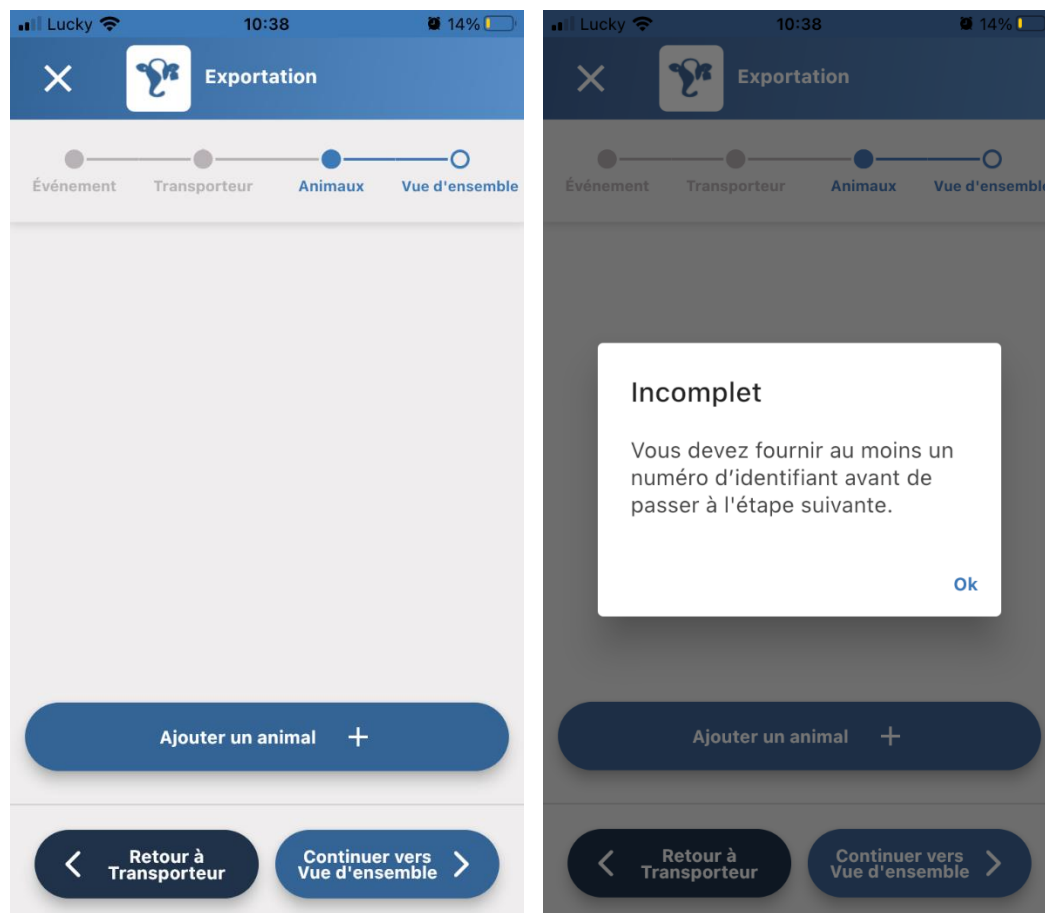 Lucky 10:38 14%
Exportation
Événement Transporteur Animaux Vue d'ensemble
Ajouter un animal +
Retour à
Transporteur
Continuer vers
Vue d'ensemble
Lucky 10:38 14%
Exportation
Événement Transporteur Animaux Vue d'ensemble
Incomplet
Vous devez fournir au moins un
numéro d’identifiant avant de
passer à l'étape suivante.
Ok
Ajouter un animal +
Retour à
Transporteur
Continuer vers
Vue d'ensemble